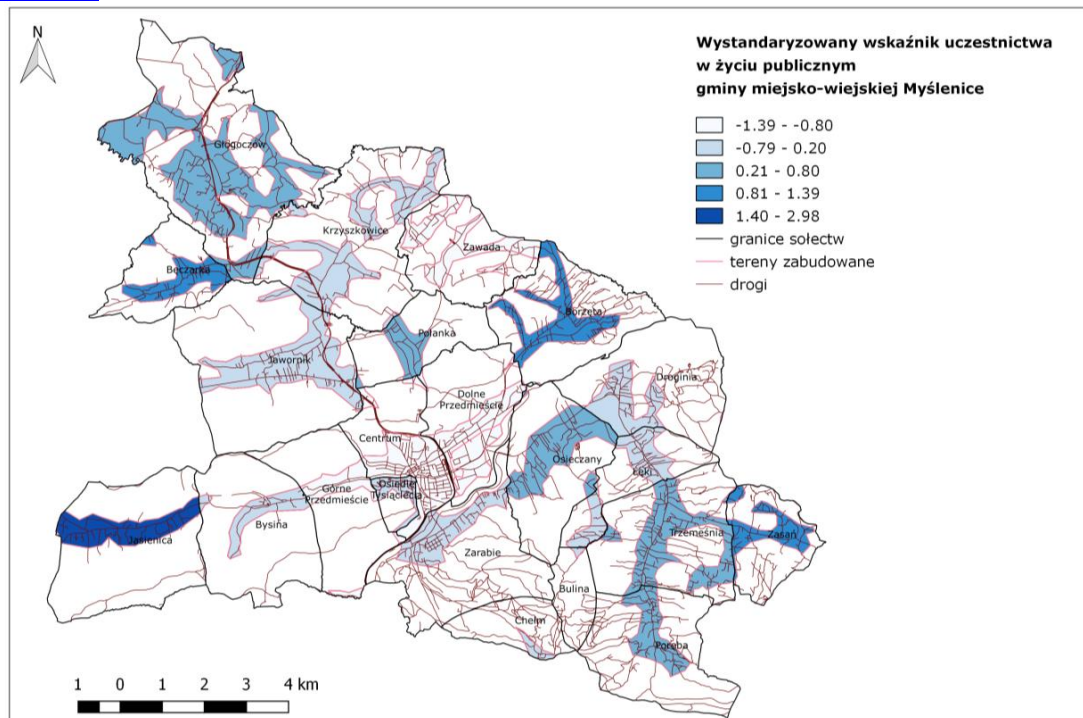 N
Wystandaryzowany wskaźnik uczestnictwa
w życiu publicznym
gminy miejsko-wiejskiej Myślenice
-1.39 - -0.80
-0.79 - 0.20
0.21 - 0.80
0.81 - 1.39
1.40 - 2.98
granice sołectw
tereny zabudowane
drogi
Głogoczów
Krzyszkowice
Zawada
Bęczarka
Borzęta
Polanka
Jawornik
Droginia
Dolne
Przedmieście
Centrum
Osieczany
Łęki
Osiedle
Tysiąclecia
Górne
Przedmieście
Bysina
Jasienica
Trzemeśnia
Zasań
Zarabie
Bulina
Chełm
Poręba
1 0 1 2 3 4 km